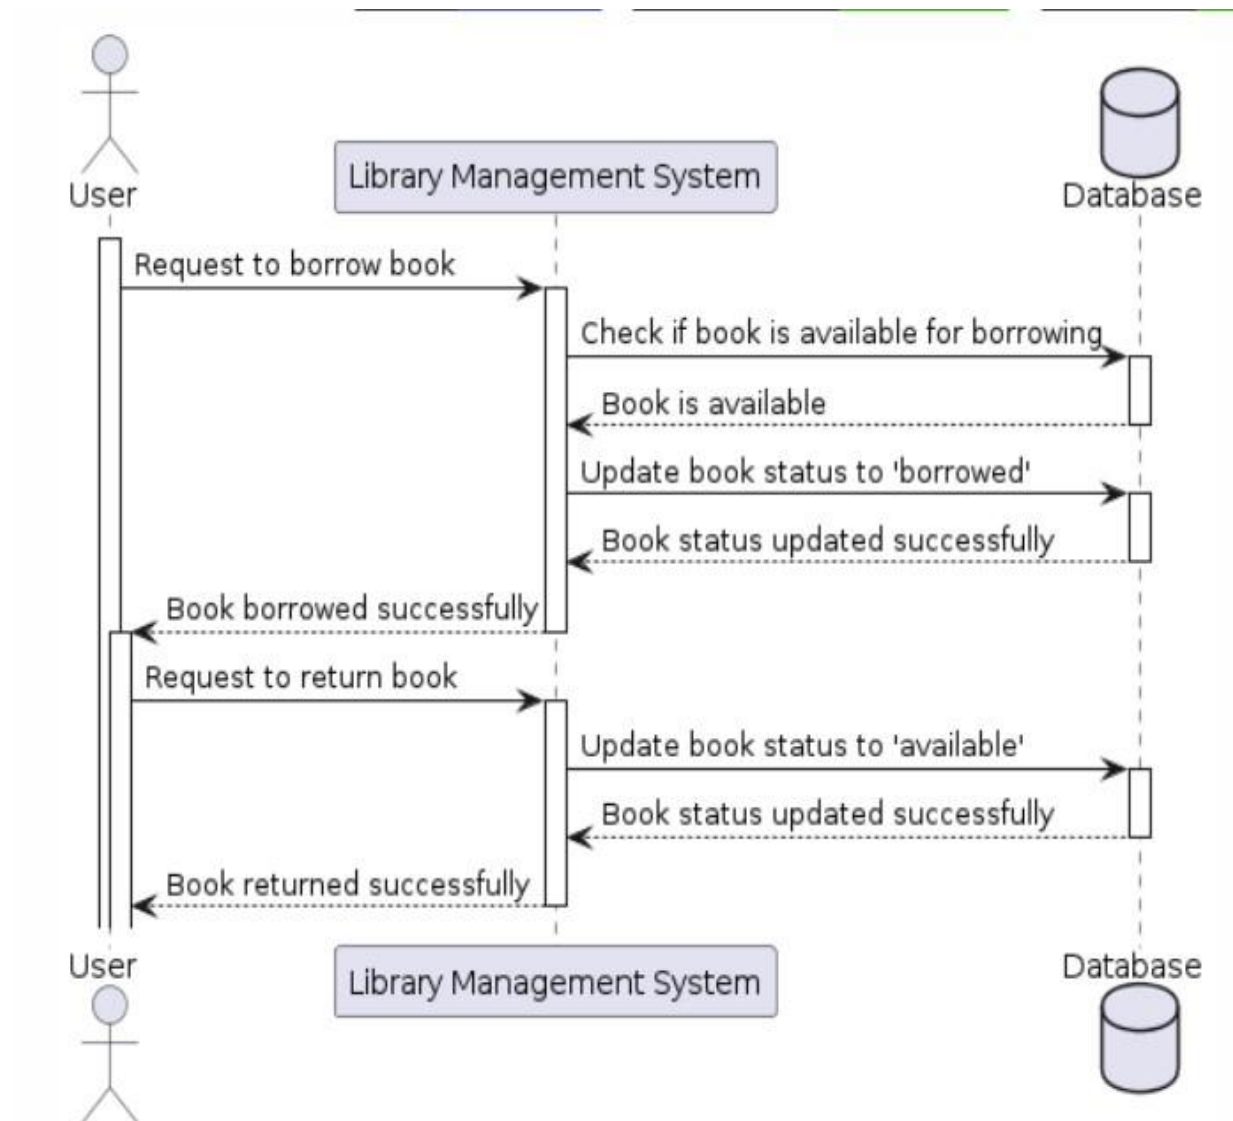 User
Library Management System
Database
Request to borrow book
Check if book is available for borrowing
Book is available
Update book status to 'borrowed'
Book status updated successfully
Book borrowed successfully
Request to return book
Update book status to 'available'
Book status updated successfully
Book returned successfully
User
Library Management System
Database